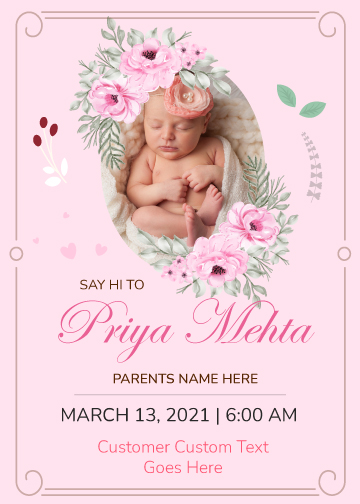 SAY HI TO
Priya Mehta
PARENTS NAME HERE
MARCH 13, 2021 | 6:00 AM
Customer Custom Text
Goes Here